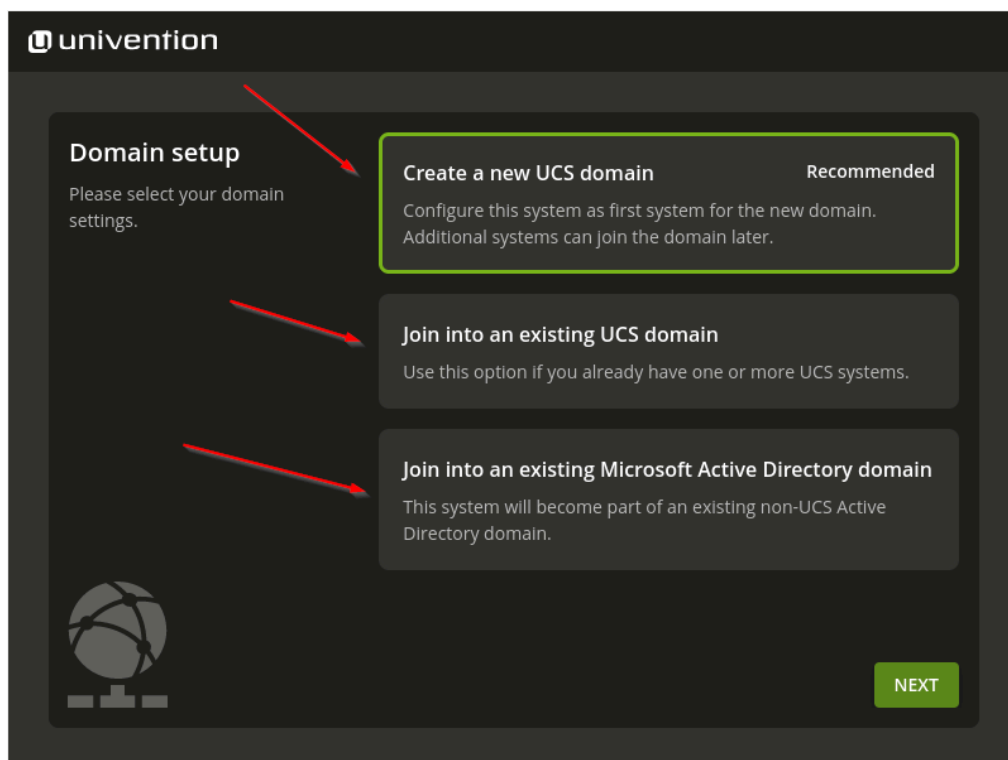 univention
Domain setup
Please select your domain
settings.
Create a new UCS domain
Recommended
Configure this system as first system for the new domain.
Additional systems can join the domain later.
Join into an existing UCS domain
Use this option if you already have one or more UCS systems.
Join into an existing Microsoft Active Directory domain
This system will become part of an existing non-UCS Active
Directory domain.
NEXT